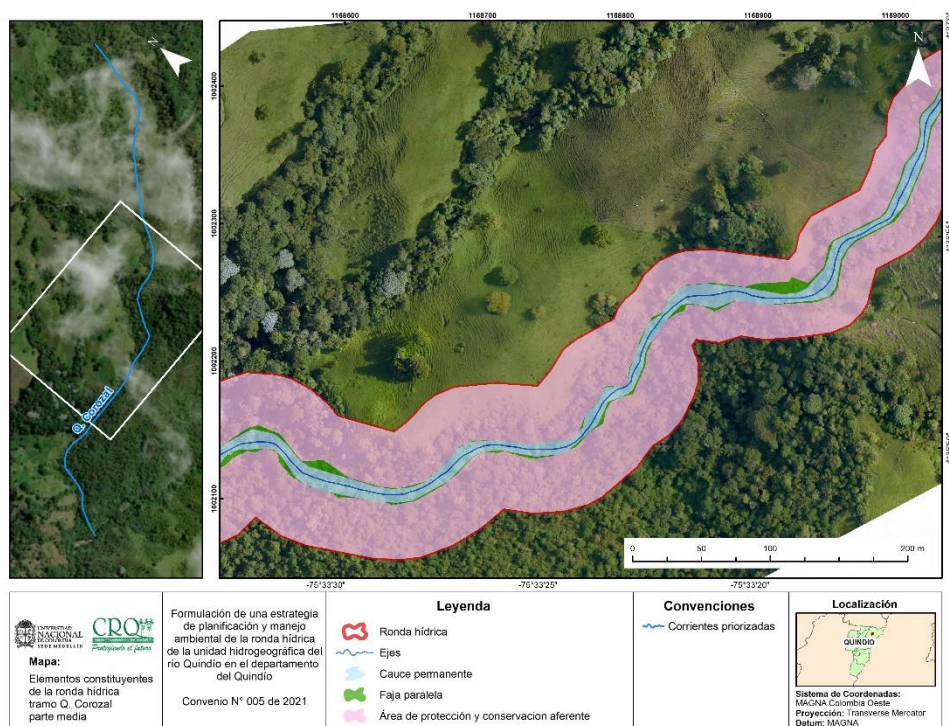 1168600
1168700
1168800
1168900
1169000
N
N
1002400
1002300
1002200
1002100
Q. Corozal
0
50
100
200 m
-75°33'30"
-75°33'25"
-75°33'20"
UNIVERSIDAD
NACIONAL
DE COLOMBIA
SEDE MEDELLÍN
CRQ
Protegiendo el futuro
Mapa:
Elementos constituyentes
de la ronda hídrica
tramo Q. Corozal
parte media
Formulación de una estrategia
de planificación y manejo
ambiental de la ronda hídrica
de la unidad hidrogeográfica del
río Quindío en el departamento
del Quindío
Convenio N° 005 de 2021
Leyenda
Ronda hídrica
Ejes
Cauce permanente
Faja paralela
Área de protección y conservacion aferente
Convenciones
Corrientes priorizadas
Localización
QUINDIO
Sistema de Coordenadas:
MAGNA Colombia Oeste
Proyección: Transverse Mercator
Datum: MAGNA